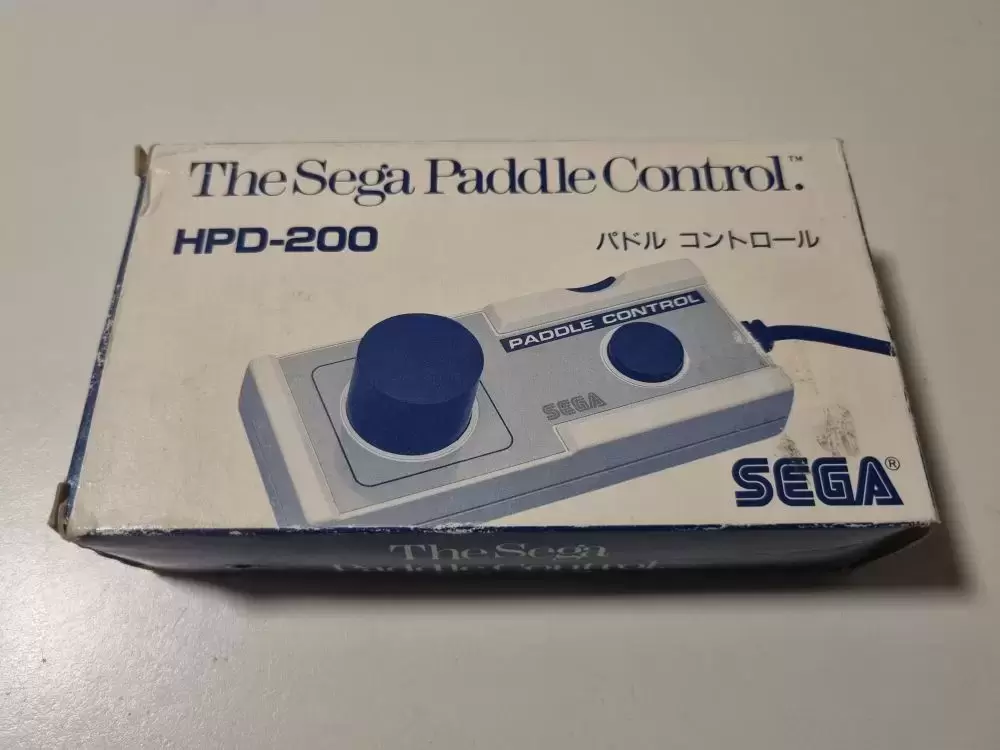 The Sega Paddle Control.™
HPD-200
パドル コントロール
PADDLE CONTROL
SEGA
SEGA®
The Sega
Paddle Control.